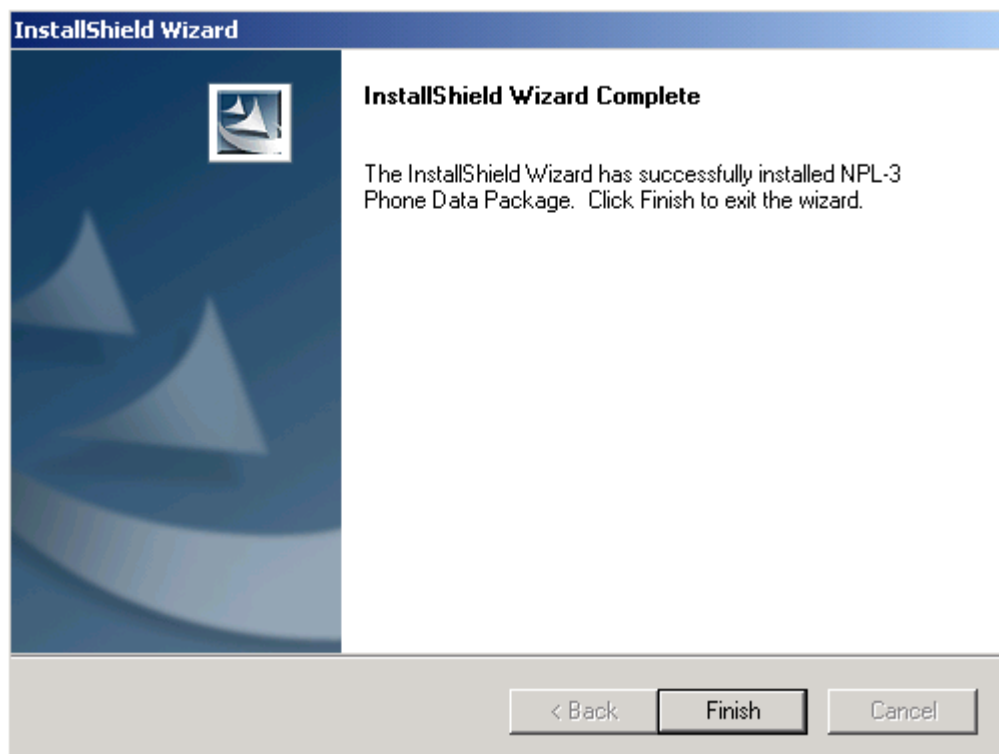 InstallShield Wizard
InstallShield Wizard Complete
The InstallShield Wizard has successfully installed NPL-3
Phone Data Package.  Click Finish to exit the wizard.
< Back
Finish
Cancel